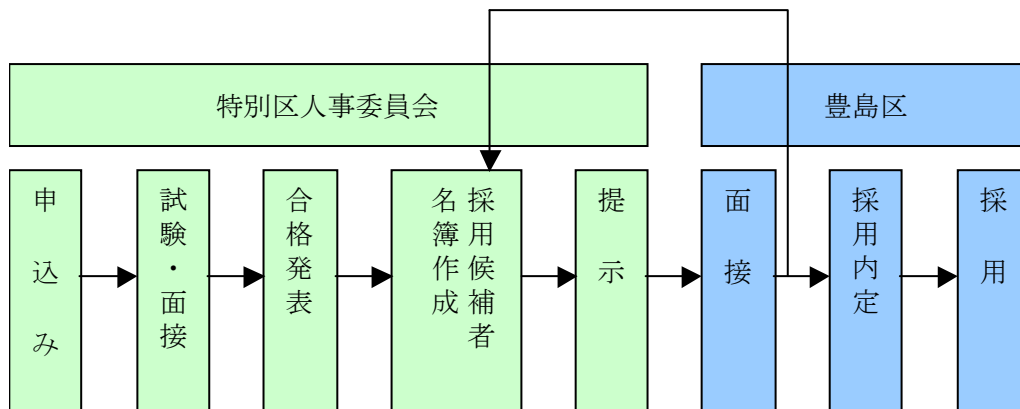 特別区人事委員会
豊島区
申込み
試験・面接
合格発表
採用候補者
名簿作成
提示
面接
採用内定
採用